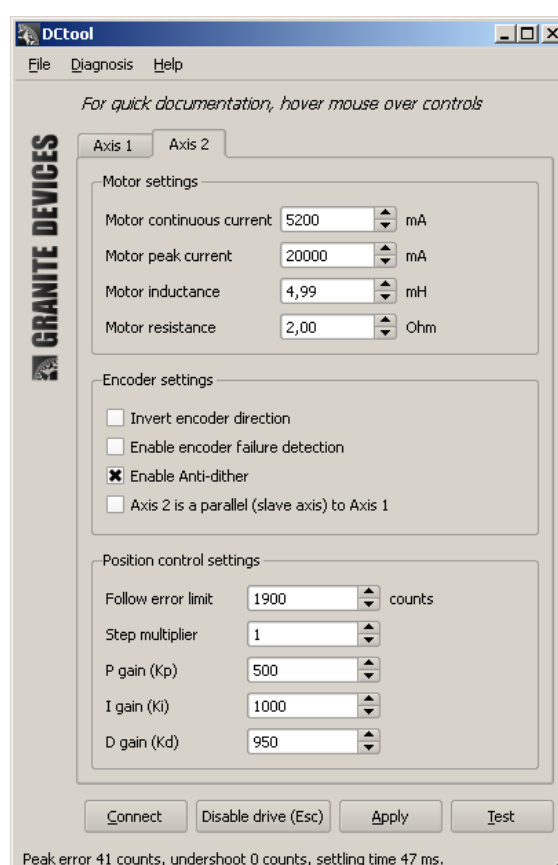 DCtool
File Diagnosis Help
For quick documentation, hover mouse over controls
GRANITE DEVICES
Axis 1 Axis 2
Motor settings
Motor continuous current 5200 mA
Motor peak current 20000 mA
Motor inductance 4,99 mH
Motor resistance 2,00 Ohm
Encoder settings
Invert encoder direction
Enable encoder failure detection
Enable Anti-dither
Axis 2 is a parallel (slave axis) to Axis 1
Position control settings
Follow error limit 1900 counts
Step multiplier 1
P gain (Kp) 500
I gain (Ki) 1000
D gain (Kd) 950
Connect Disable drive (Esc) Apply Test
Peak error 41 counts, undershoot 0 counts, settling time 47 ms.